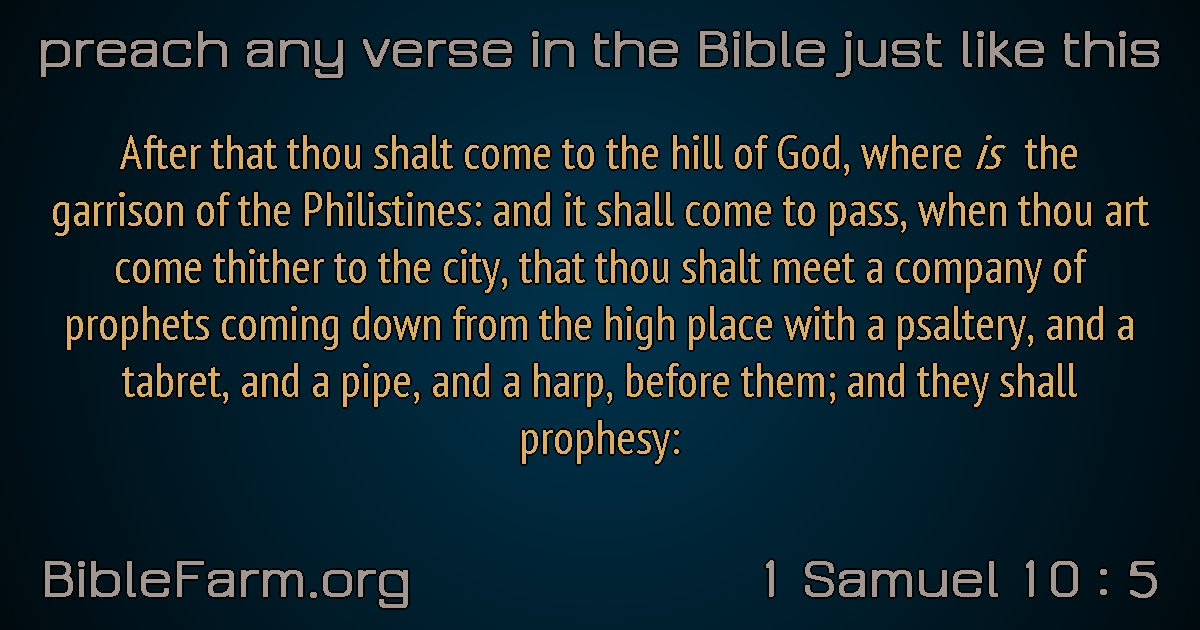 preach any verse in the Bible just like this
After that thou shalt come to the hill of God, where is the
garrison of the Philistines: and it shall come to pass, when thou art
come thither to the city, that thou shalt meet a company of
prophets coming down from the high place with a psaltery, and a
tabret, and a pipe, and a harp, before them; and they shall
prophesy:
BibleFarm.org
1 Samuel 10 : 5